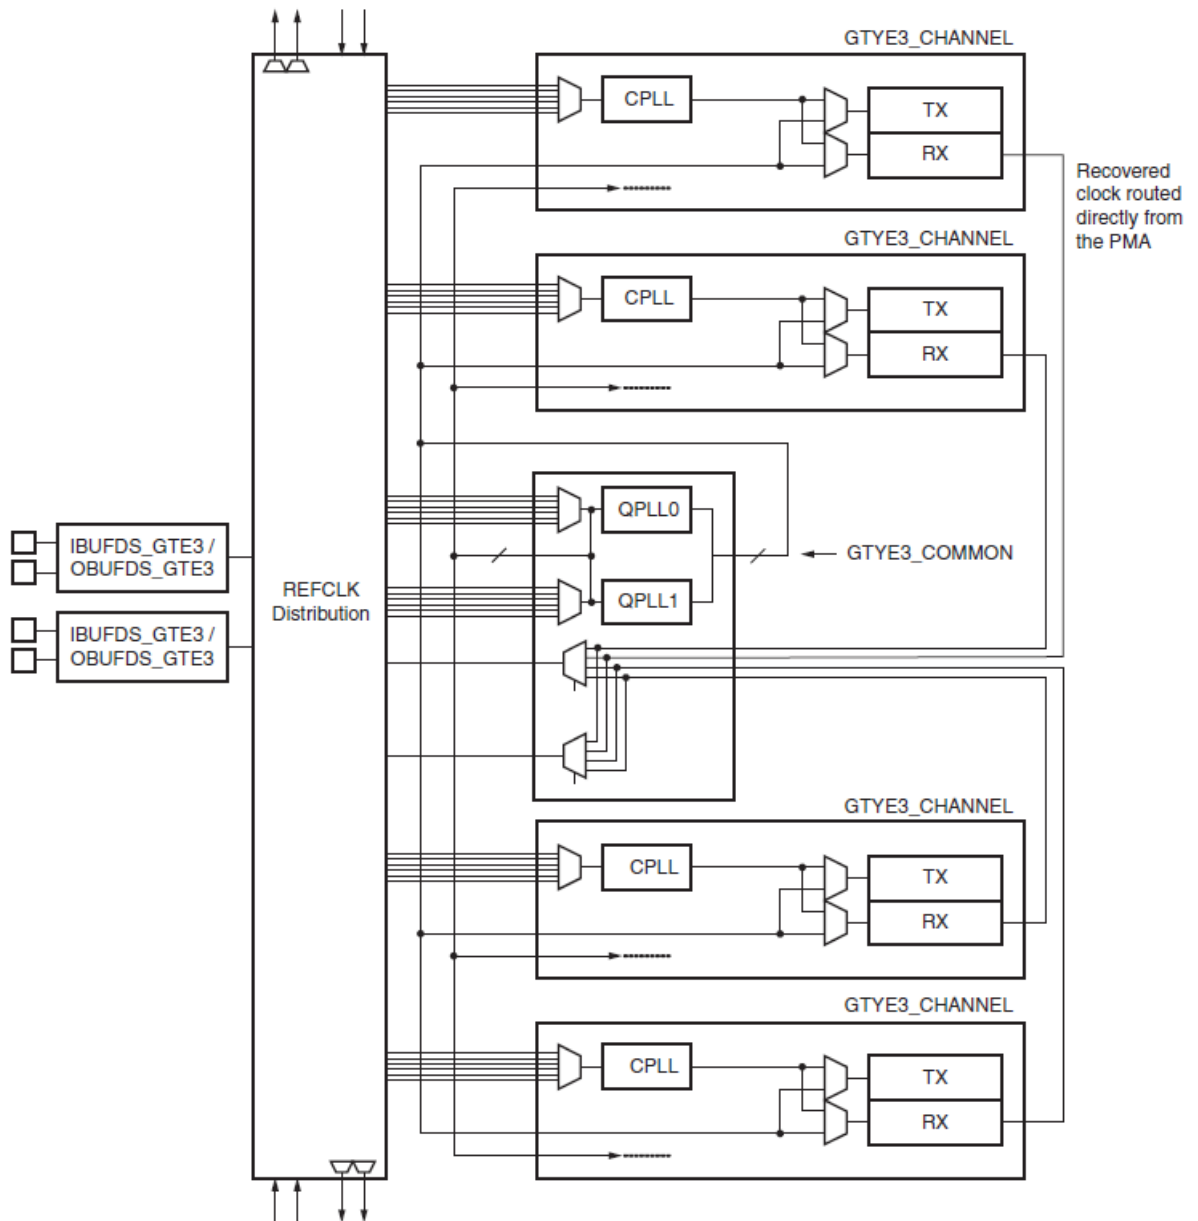 GTYE3_CHANNEL
CPLL
TX
RX
Recovered
clock routed
directly from
the PMA
GTYE3_CHANNEL
CPLL
TX
RX
IBUFDS_GTE3 /
OBUFDS_GTE3
IBUFDS_GTE3 /
OBUFDS_GTE3
REFCLK
Distribution
QPLL0
GTYE3_COMMON
QPLL1
GTYE3_CHANNEL
CPLL
TX
RX
GTYE3_CHANNEL
CPLL
TX
RX